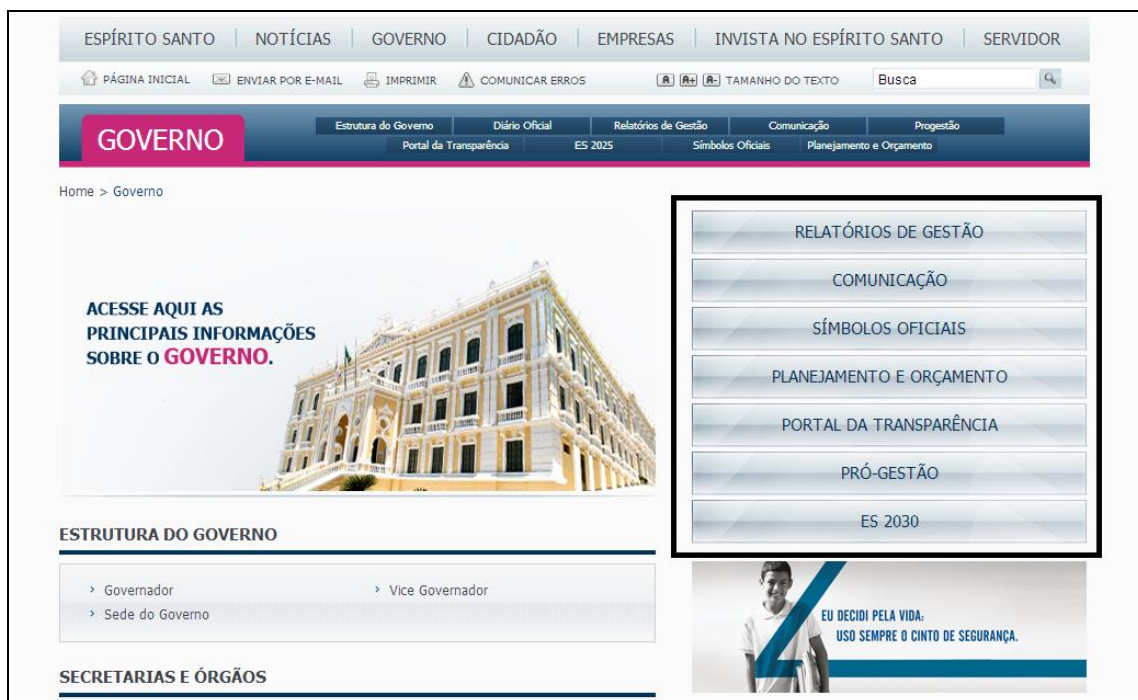 ESPÍRITO SANTO | NOTÍCIAS | GOVERNO | CIDADÃO | EMPRESAS | INVISTA NO ESPÍRITO SANTO | SERVIDOR
PÁGINA INICIAL ENVIAR POR E-MAIL IMPRIMIR COMUNICAR ERROS A A+ A- TAMANHO DO TEXTO Busca
GOVERNO
Estrutura do Governo Diário Oficial Relatórios de Gestão Comunicação Progestão
Portal da Transparência ES 2025 Símbolos Oficiais Planejamento e Orçamento
Home > Governo
ACESSE AQUI AS
PRINCIPAIS INFORMAÇÕES
SOBRE O GOVERNO.
RELATÓRIOS DE GESTÃO
COMUNICAÇÃO
SÍMBOLOS OFICIAIS
PLANEJAMENTO E ORÇAMENTO
PORTAL DA TRANSPARÊNCIA
PRÓ-GESTÃO
ES 2030
ESTRUTURA DO GOVERNO
> Governador > Vice Governador
> Sede do Governo
EU DECIDI PELA VIDA:
USO SEMPRE O CINTO DE SEGURANÇA.
SECRETARIAS E ÓRGÃOS